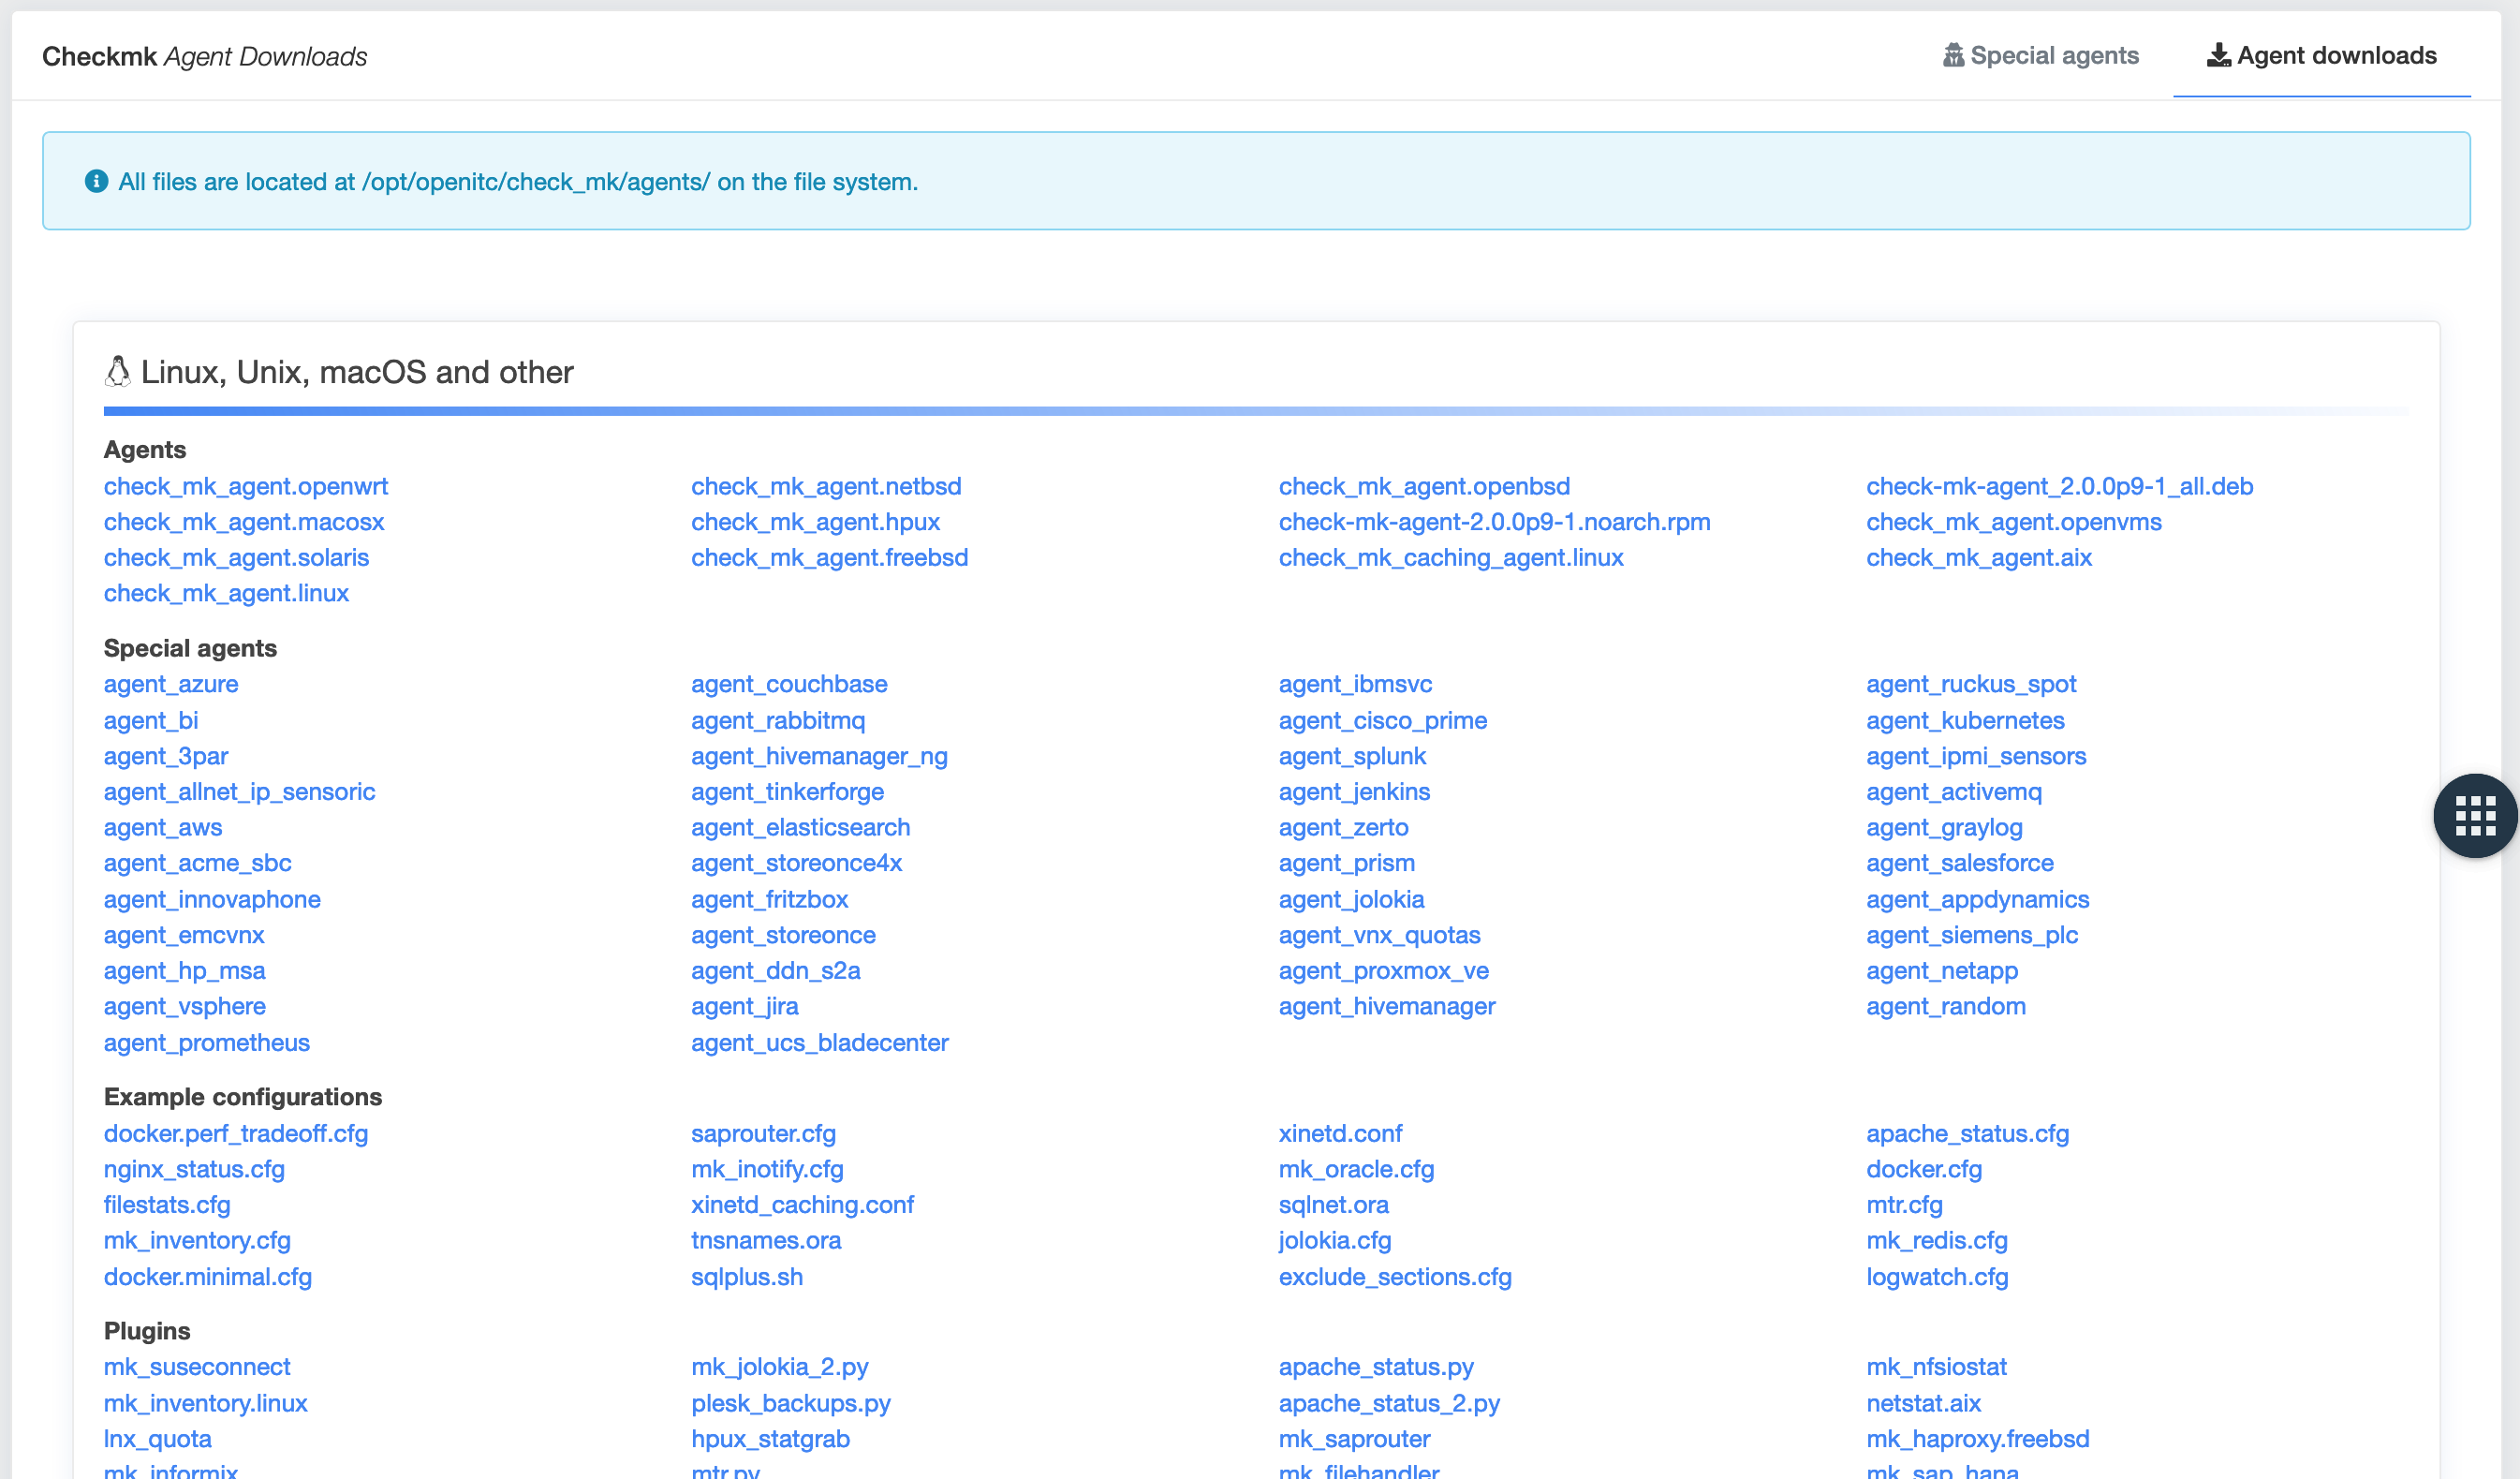 Checkmk Agent Downloads
Special agents
Agent downloads
All files are located at /opt/openitc/check_mk/agents/ on the file system.
Linux, Unix, macOS and other
Agents
check_mk_agent.openwrt check_mk_agent.netbsd check_mk_agent.openbsd check-mk-agent_2.0.0p9-1_all.deb
check_mk_agent.macosx check_mk_agent.hpux check-mk-agent-2.0.0p9-1.noarch.rpm check_mk_agent.openvms
check_mk_agent.solaris check_mk_agent.freebsd check_mk_caching_agent.linux check_mk_agent.aix
check_mk_agent.linux
Special agents
agent_azure agent_couchbase agent_ibmsvc agent_ruckus_spot
agent_bi agent_rabbitmq agent_cisco_prime agent_kubernetes
agent_3par agent_hivemanager_ng agent_splunk agent_ipmi_sensors
agent_allnet_ip_sensoric agent_tinkerforge agent_jenkins agent_activemq
agent_aws agent_elasticsearch agent_zerto agent_graylog
agent_acme_sbc agent_storeonce4x agent_prism agent_salesforce
agent_innovaphone agent_fritzbox agent_jolokia agent_appdynamics
agent_emcvnx agent_storeonce agent_vnx_quotas agent_siemens_plc
agent_hp_msa agent_ddn_s2a agent_proxmox_ve agent_netapp
agent_vsphere agent_jira agent_hivemanager agent_random
agent_prometheus agent_ucs_bladecenter
Example configurations
docker.perf_tradeoff.cfg saprouter.cfg xinetd.conf apache_status.cfg
nginx_status.cfg mk_inotify.cfg mk_oracle.cfg docker.cfg
filestats.cfg xinetd_caching.conf sqlnet.ora mtr.cfg
mk_inventory.cfg tnsnames.ora jolokia.cfg mk_redis.cfg
docker.minimal.cfg sqlplus.sh exclude_sections.cfg logwatch.cfg
Plugins
mk_suseconnect mk_jolokia_2.py apache_status.py mk_nfsiostat
mk_inventory.linux plesk_backups.py apache_status_2.py netstat.aix
lnx_quota hpux_statgrab mk_saprouter mk_haproxy.freebsd
mk_informix mtr.py mk_filehandler mk_sap_hana